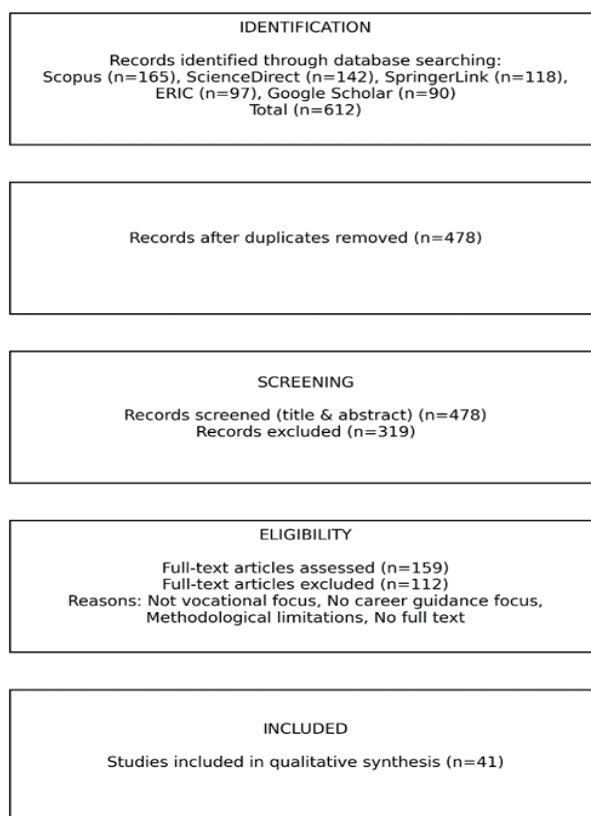 IDENTIFICATION
Records identified through database searching:
Scopus (n=165), ScienceDirect (n=142), SpringerLink (n=118),
ERIC (n=97), Google Scholar (n=90)
Total (n=612)
Records after duplicates removed (n=478)
SCREENING
Records screened (title & abstract) (n=478)
Records excluded (n=319)
ELIGIBILITY
Full-text articles assessed (n=159)
Full-text articles excluded (n=112)
Reasons: Not vocational focus, No career guidance focus,
Methodological limitations, No full text
INCLUDED
Studies included in qualitative synthesis (n=41)